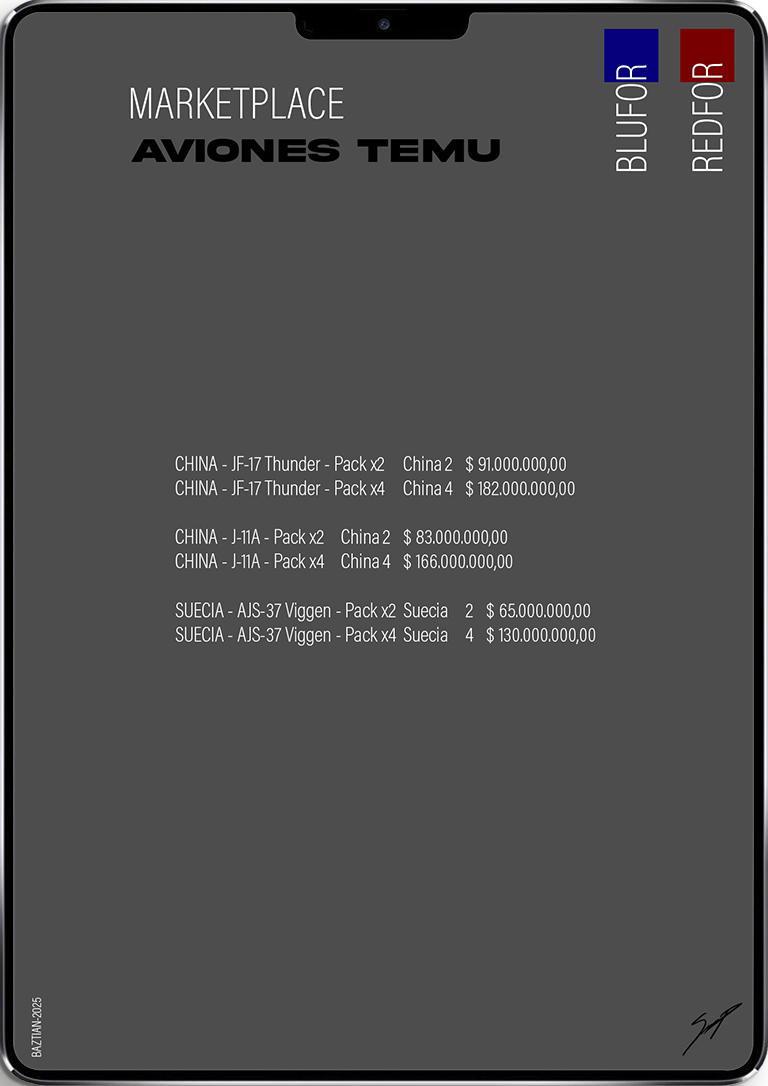 MARKETPLACE
AVIONES TEMU
BLUFOR
REDFOR
CHINA - JF-17 Thunder - Pack x2 China 2 $ 91.000.000,00
CHINA - JF-17 Thunder - Pack x4 China 4 $ 182.000.000,00
CHINA - J-11A - Pack x2 China 2 $ 83.000.000,00
CHINA - J-11A - Pack x4 China 4 $ 166.000.000,00
SUECIA - AJS-37 Viggen - Pack x2 Suecia 2 $ 65.000.000,00
SUECIA - AJS-37 Viggen - Pack x4 Suecia 4 $ 130.000.000,00
BAZTIAN-2025